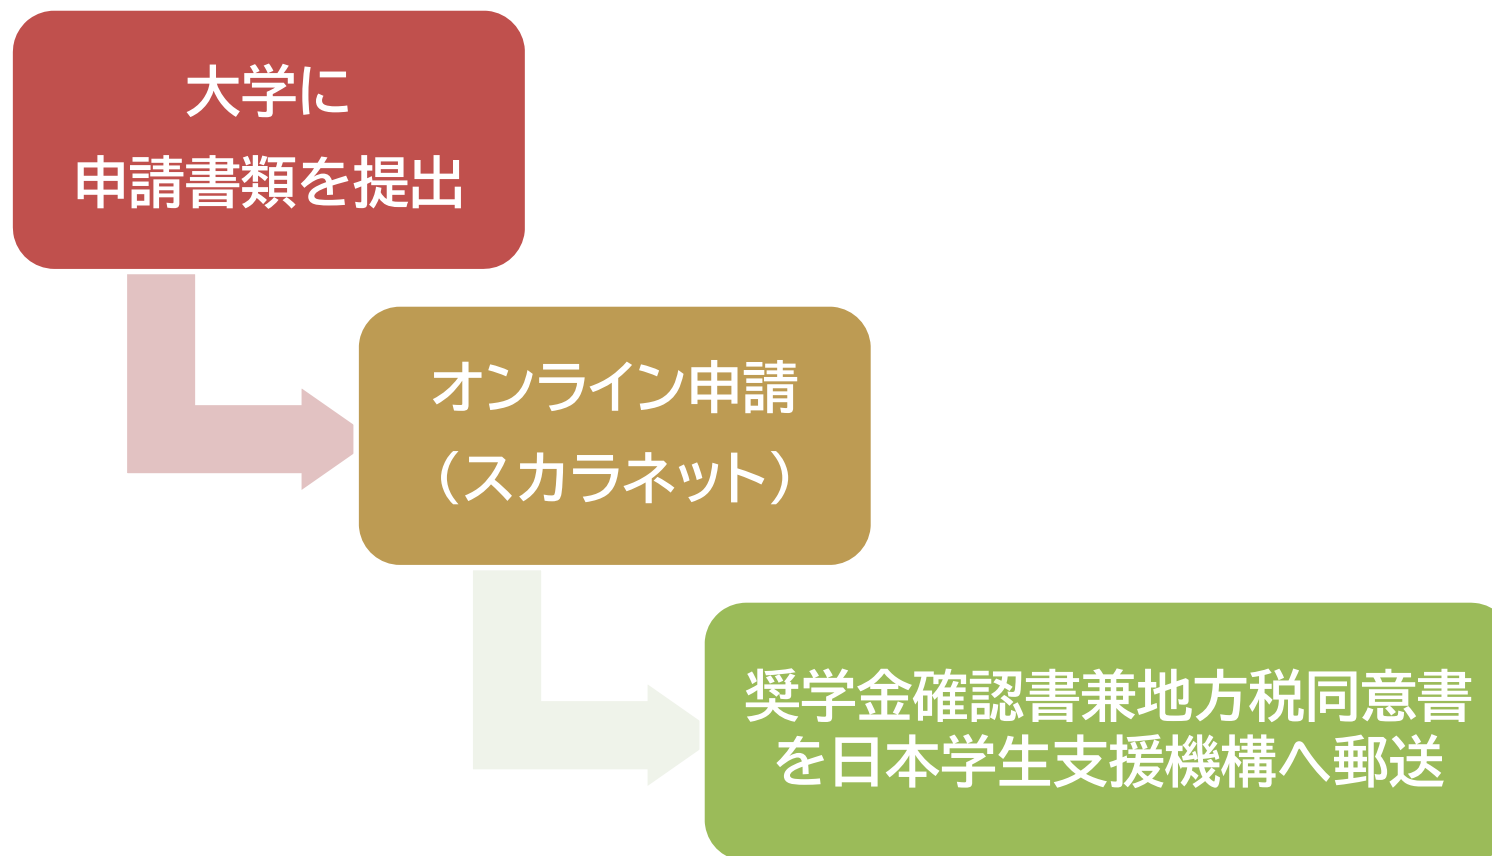 大学に
申請書類を提出
オンライン申請
（スカラネット）
奨学金確認書兼地方税同意書
を日本学生支援機構へ郵送